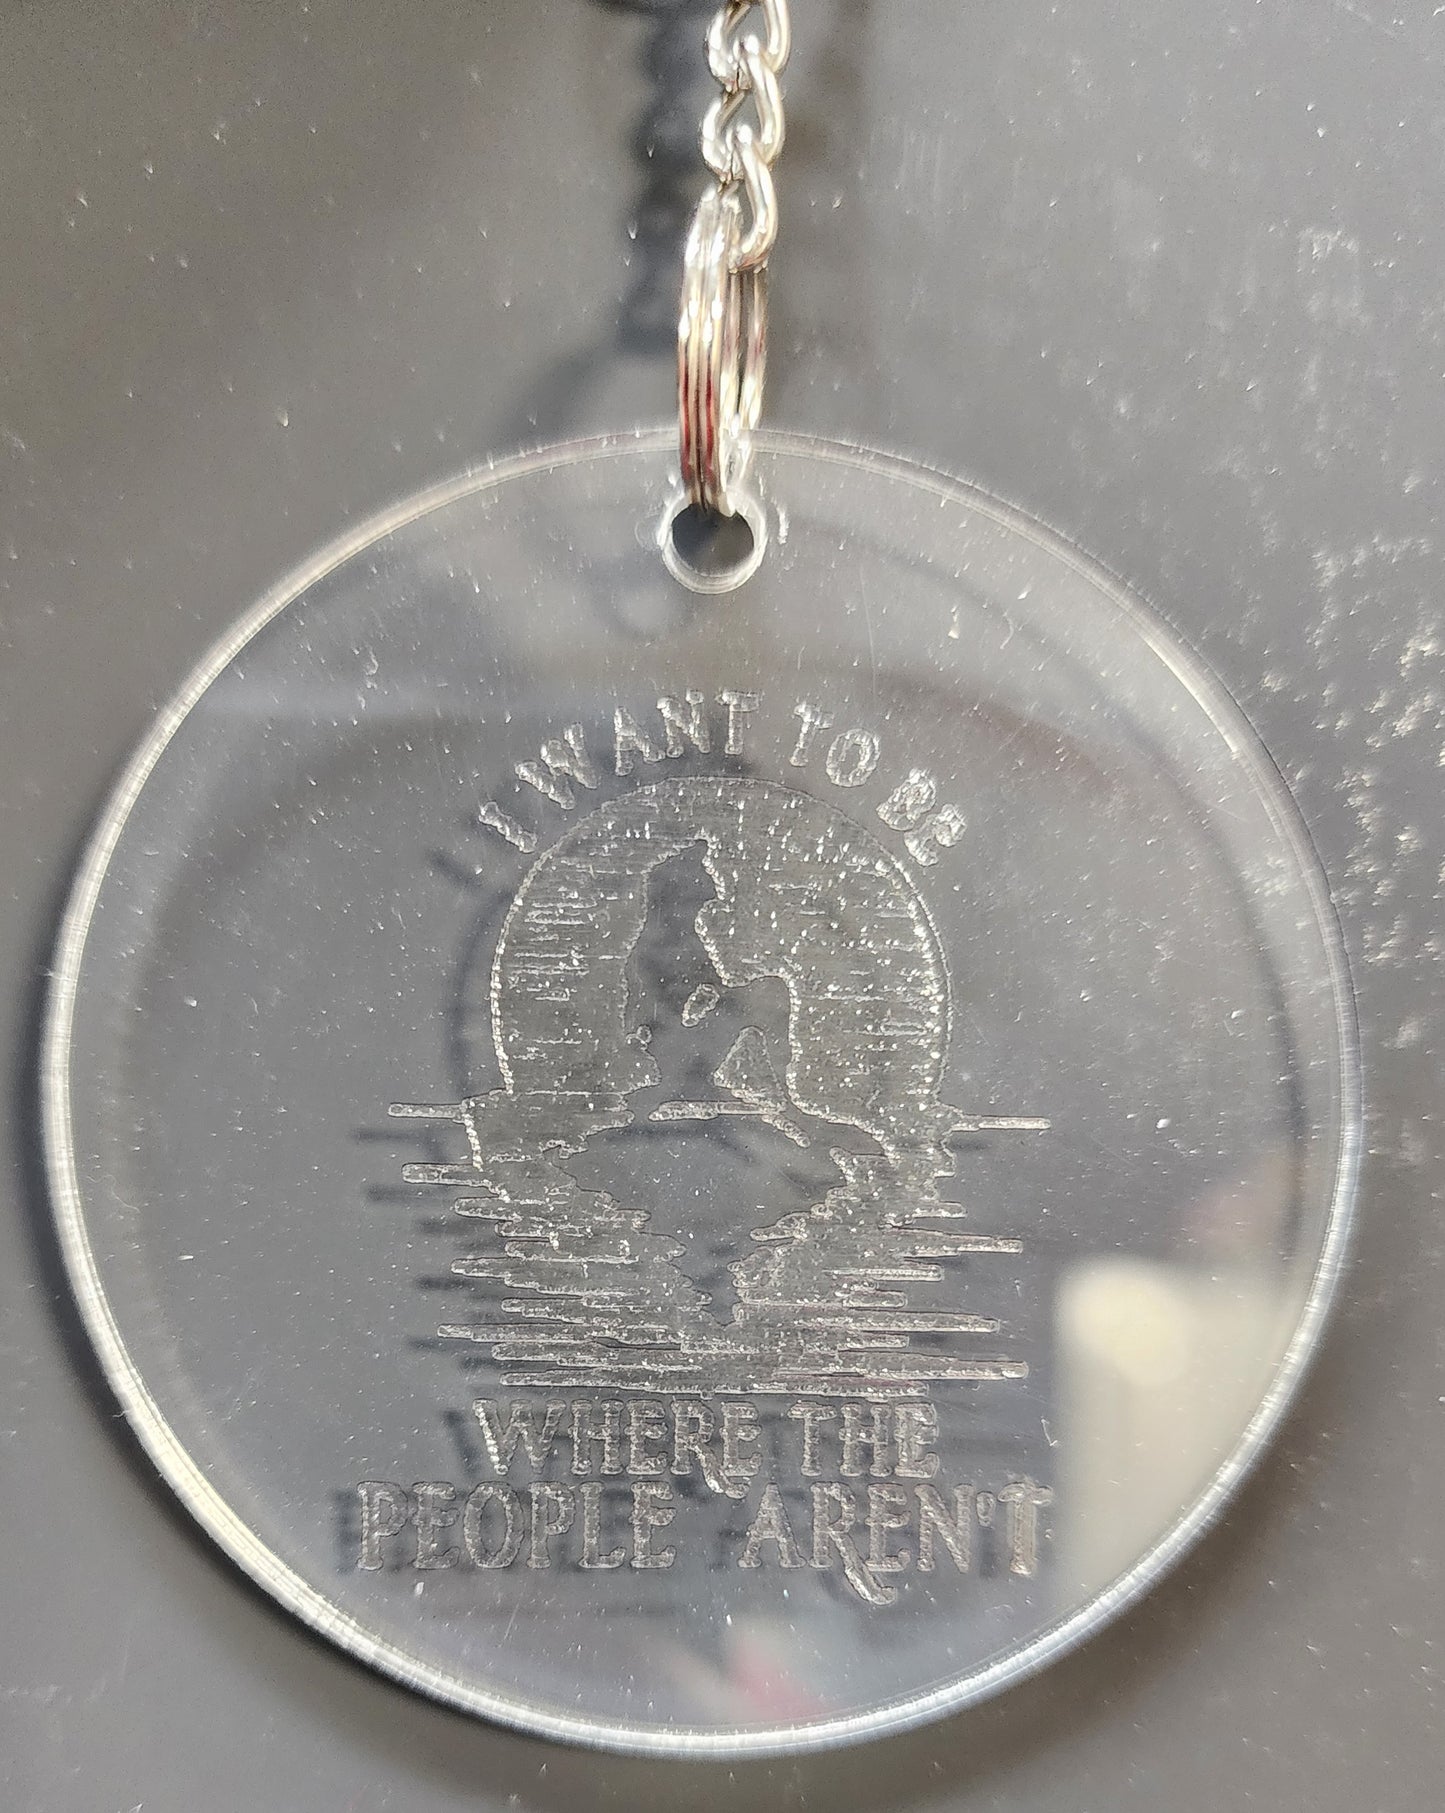 I WANT TO BE
WHERE THE
PEOPLE AREN'T